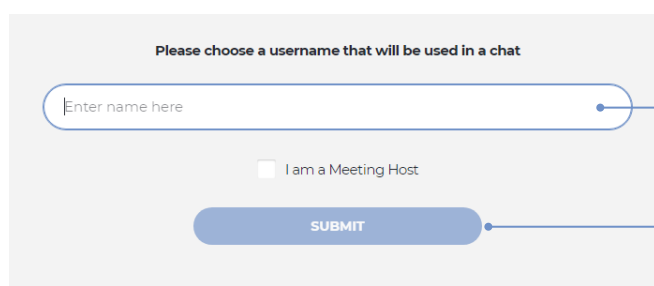 Please choose a username that will be used in a chat
Enter name here
I am a Meeting Host
SUBMIT